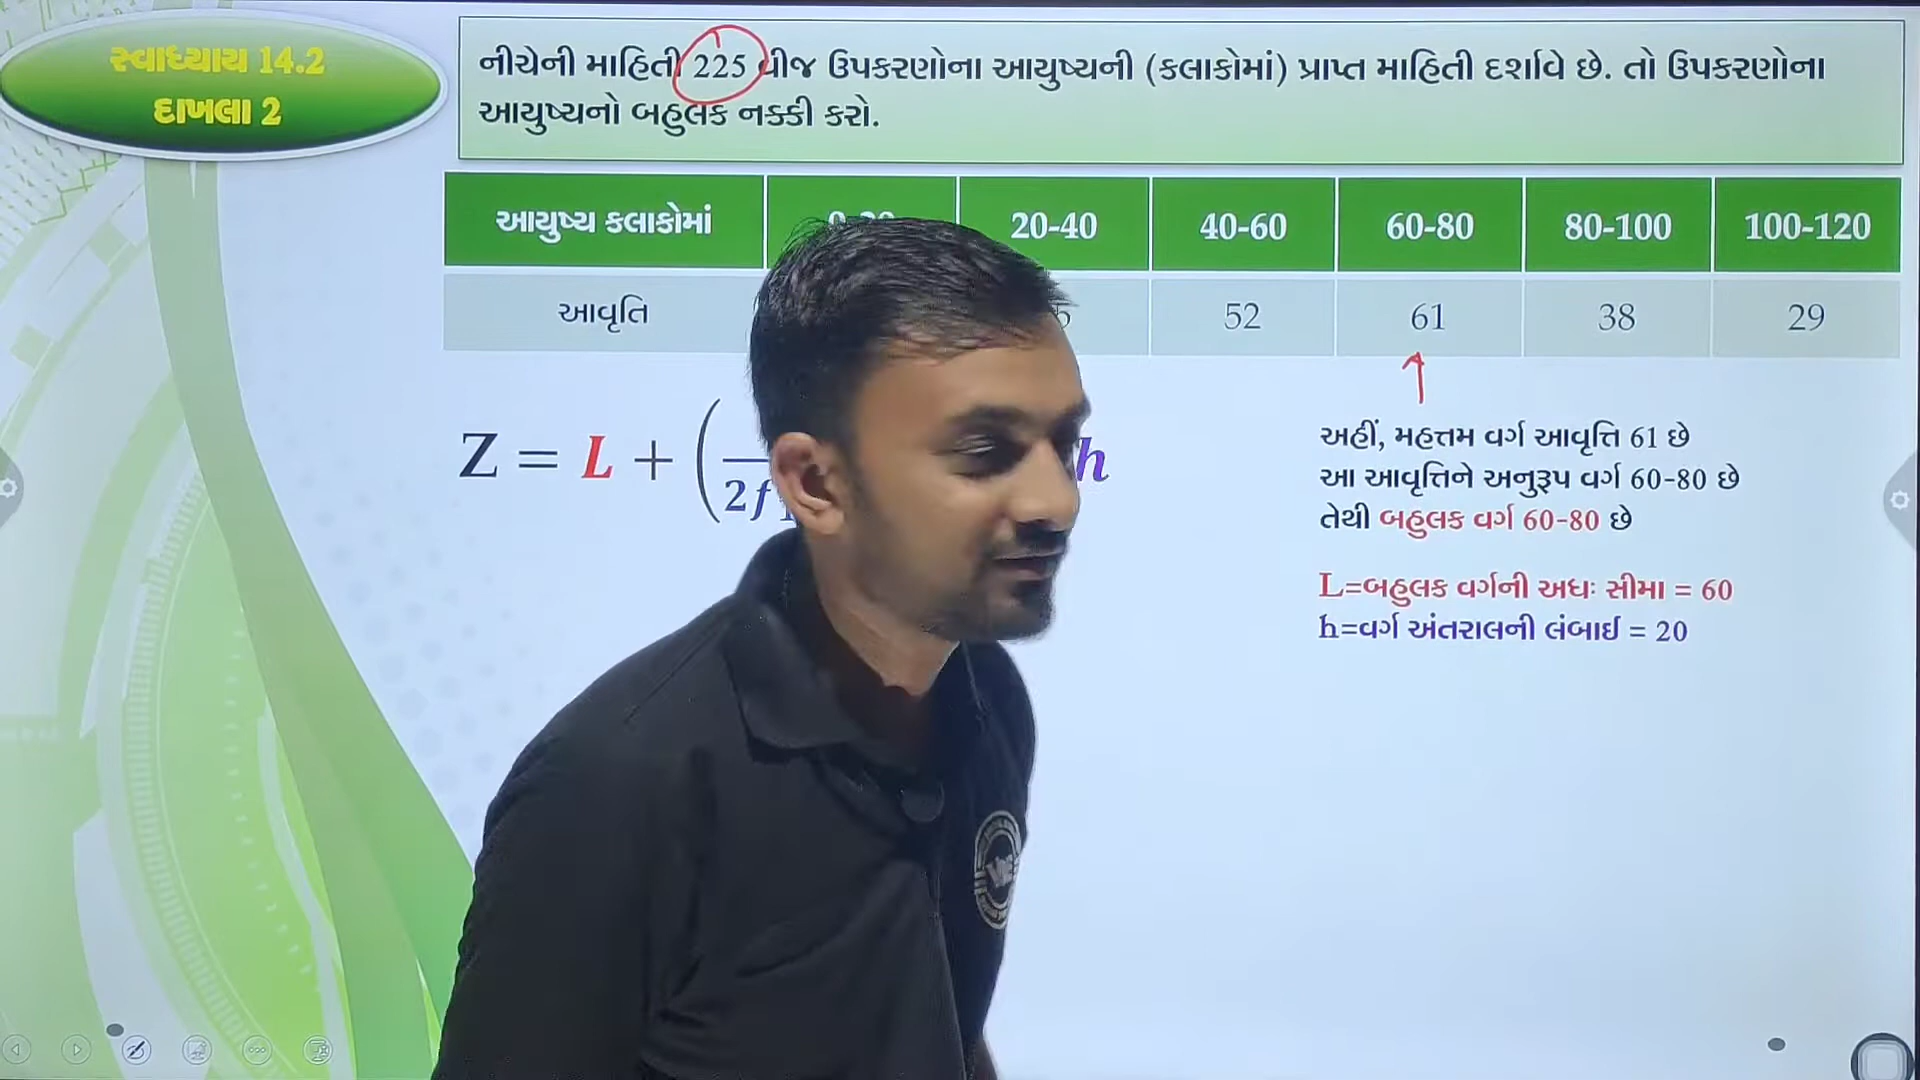 સ્વાધ્યાય 14.2
દાખલા 2
નીચેની માહિતી 225 વીજ ઉપકરણોના આયુષ્યની (કલાકોમાં) પ્રાપ્ત માહિતી દર્શાવે છે. તો ઉપકરણોના
આયુષ્યનો બહુલક નક્કી કરો.
આયુષ્ય કલાકોમાં 20-40 40-60 60-80 80-100 100-120
આવૃતિ 52 61 38 29
Z = L + ( 2f h
અહીં, મહત્તમ વર્ગ આવૃત્તિ 61 છે
આ આવૃત્તિને અનુરૂપ વર્ગ 60-80 છે
તેથી બહુલક વર્ગ 60-80 છે
L=બહુલક વર્ગની અધઃ સીમા = 60
h=વર્ગ અંતરાલની લંબાઈ = 20